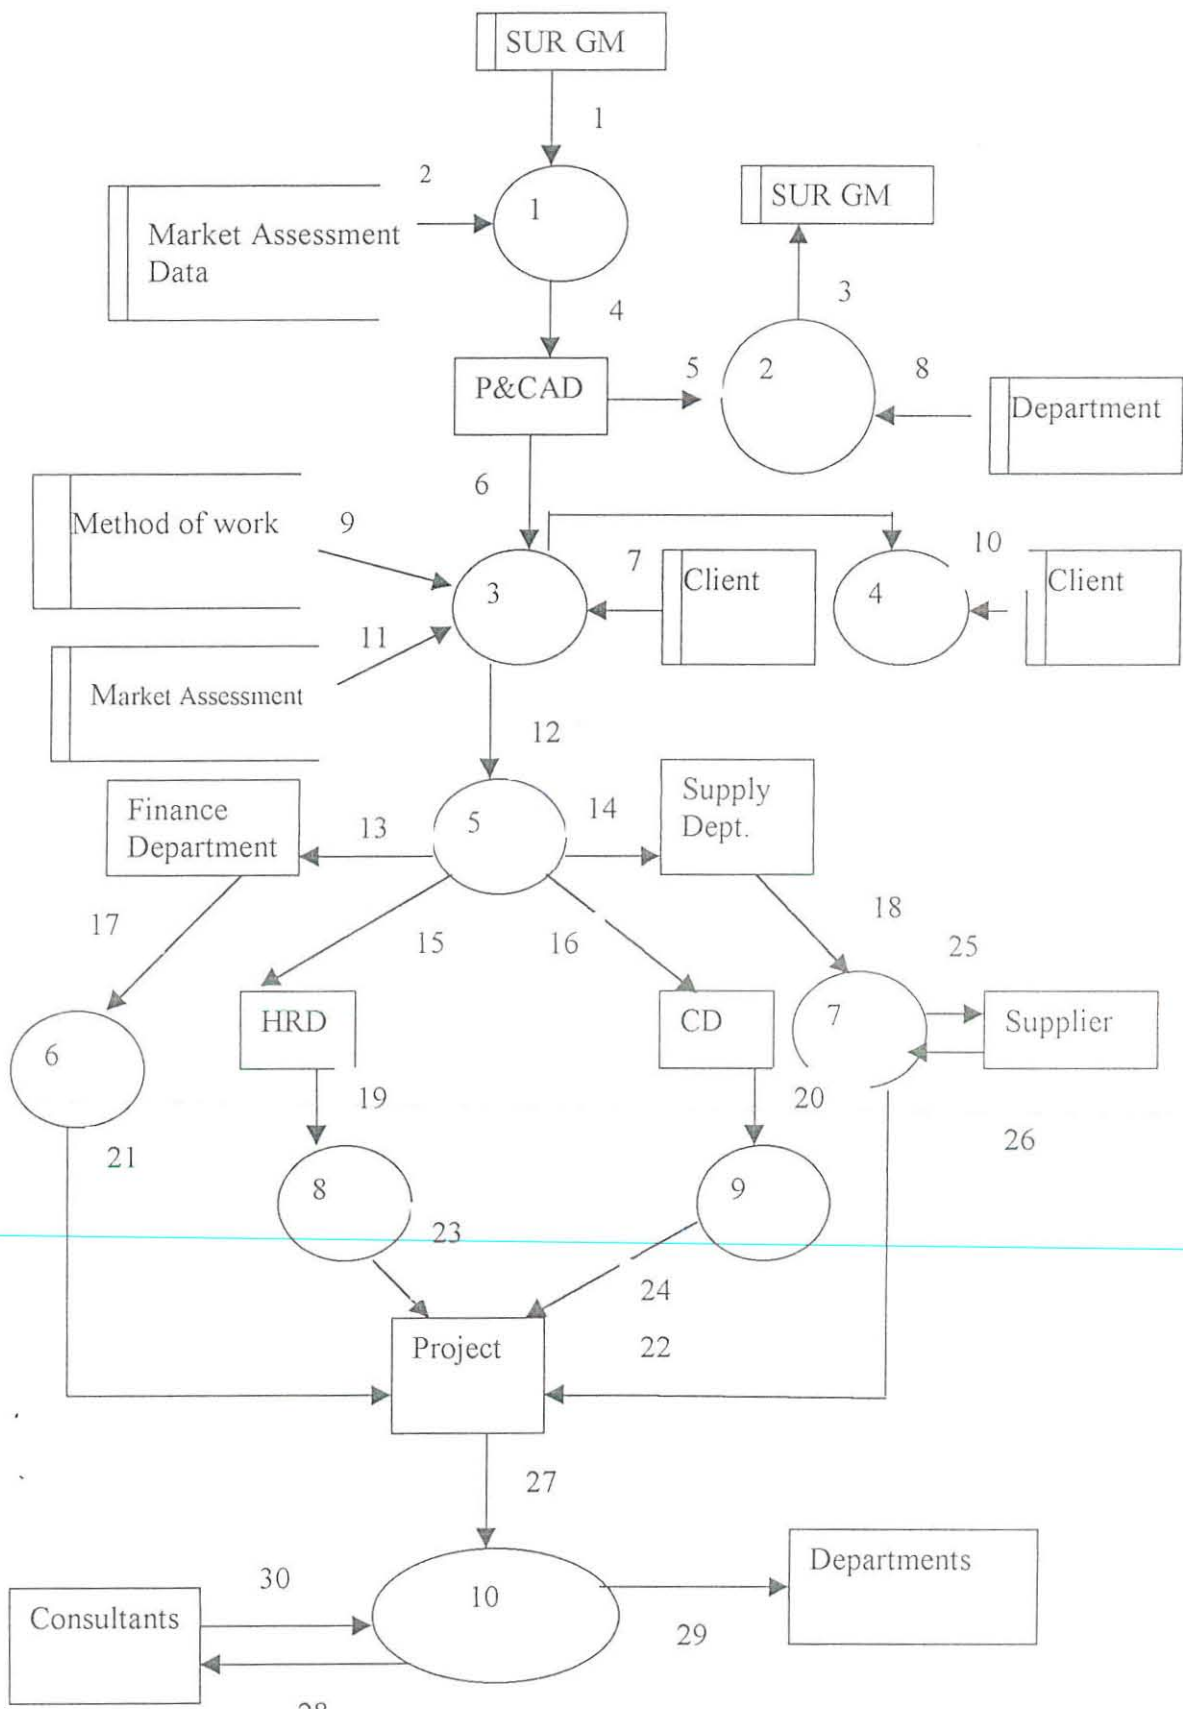 SUR GM
1
2
1
SUR GM
Market Assessment
Data
3
4
P&CAD
5
2
8
Department
6
Method of work
9
7
10
3
Client
4
Client
11
Market Assessment
12
Finance
Department
13
5
14
Supply
Dept.
17
15
16
18
25
HRD
CD
7
Supplier
6
19
20
26
21
8
9
23
24
Project
22
27
Departments
30
10
Consultants
29
28